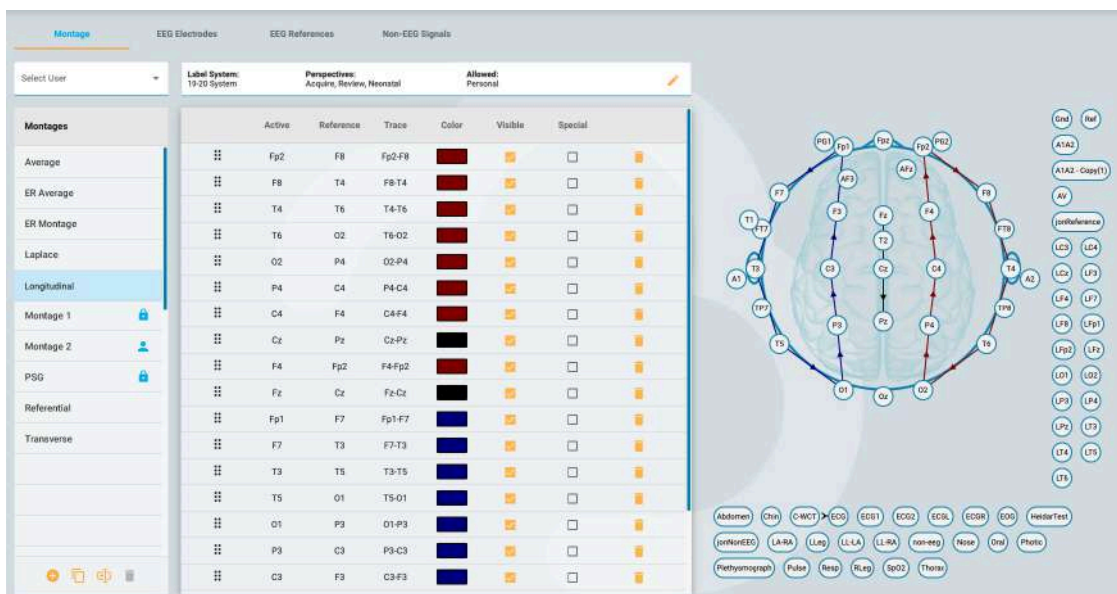 Montage EEG Electrodes EEG References Non-EEG Signals
Select User
Label System: Perspectives: Allowed:
19-20 System Acquire, Review, Neonatal Personal
Montages
Average
ER Average
ER Montage
Laplace
Longitudinal
Montage 1
Montage 2
PSG
Referential
Transverse
Active Reference Trace Color Visible Special
Fp2 F8 Fp2-F8
F8 T4 F8-T4
T4 T6 T4-T6
T6 O2 T6-O2
O2 P4 O2-P4
P4 C4 P4-C4
C4 F4 C4-F4
Cz Pz Cz-Pz
F4 Fp2 F4-Fp2
Fz Cz Fz-Cz
Fp1 F7 Fp1-F7
F7 T3 F7-T3
T3 T5 T3-T5
T5 O1 T5-O1
O1 P3 O1-P3
P3 C3 P3-C3
C3 F3 C3-F3
PG1 Fp1 Fpz Fp2 PG2
AF3 AFz
F7 F8
T1 FT7 F3 Fz F4 FT8
T2
A1 T3 C3 Cz C4 T4 A2
TP7 TP8
P3 Pz P4
T5 T6
O1 Oz O2
Gnd Ref
A1A2
A1A2 - Copy(1)
AV
jonReference
LC3 LC4
LCz LF3
LF4 LF7
LF8 LFp1
LFp2 LFz
LO1 LO2
LP3 LP4
LPz LT3
LT4 LT5
LT6
Abdomen Chin C-WCT ECG ECG1 ECG2 ECGL ECGR EOG HeidarTest
jonNonEEG LA-RA LLeg LL-LA LL-RA non-eeg Nose Oral Photic
Plethysmograph Pulse Resp RLeg SpO2 Thorax